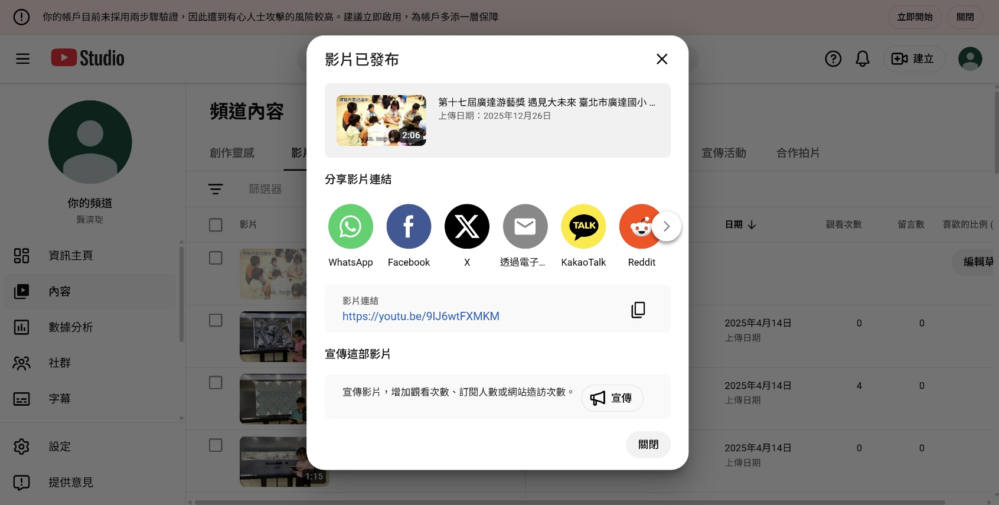 你的帳戶目前未採用兩步驟驗證，因此遭到有心人士攻擊的風險較高。建議立即啟用，為帳戶多添一層保障
立即開始
關閉
Studio
建立
你的頻道
龔渀琁
資訊主頁
內容
數據分析
社群
字幕
設定
提供意見
頻道內容
創作靈感
影片
宣傳活動
合作拍片
篩選器
影片
日期
觀看次數
留言數
喜歡的比例 (
編輯草
2025年4月14日
0
0
上傳日期
2025年4月14日
4
0
上傳日期
2025年4月14日
0
0
上傳日期
1:15
影片已發布
導覽內容討論中
2:06
第十七屆廣達游藝獎 遇見大未來 臺北市廣達國小 ...
上傳日期：2025年12月26日
分享影片連結
TALK
WhatsApp
Facebook
X
透過電子...
KakaoTalk
Reddit
影片連結
https://youtu.be/9lJ6wtFXMKM
宣傳這部影片
宣傳影片，增加觀看次數、訂閱人數或網站造訪次數。
宣傳
關閉